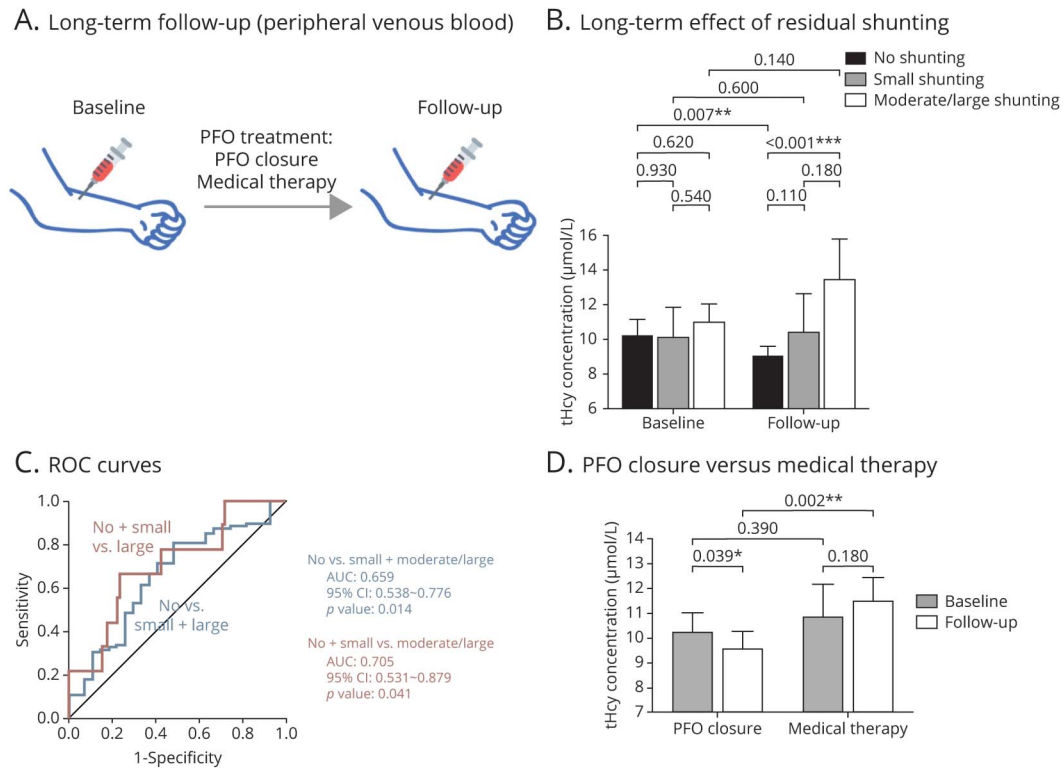 A. Long-term follow-up (peripheral venous blood)
Baseline
Follow-up
PFO treatment:
PFO closure
Medical therapy
B. Long-term effect of residual shunting
No shunting
Small shunting
Moderate/large shunting
0.140
0.600
0.007**
0.620
<0.001***
0.930
0.180
0.540
0.110
tHcy concentration (µmol/L)
16
14
12
10
8
6
Baseline
Follow-up
C. ROC curves
Sensitivity
1.0
0.8
0.6
0.4
0.2
0.0
0.0
0.2
0.4
0.6
0.8
1.0
1-Specificity
No + small
vs. large
No vs.
small + large
No vs. small + moderate/large
AUC: 0.659
95% CI: 0.538~0.776
p value: 0.014
No + small vs. moderate/large
AUC: 0.705
95% CI: 0.531~0.879
p value: 0.041
D. PFO closure versus medical therapy
0.002**
0.390
0.039*
0.180
tHcy concentration (µmol/L)
14
13
12
11
10
9
8
7
PFO closure
Medical therapy
Baseline
Follow-up